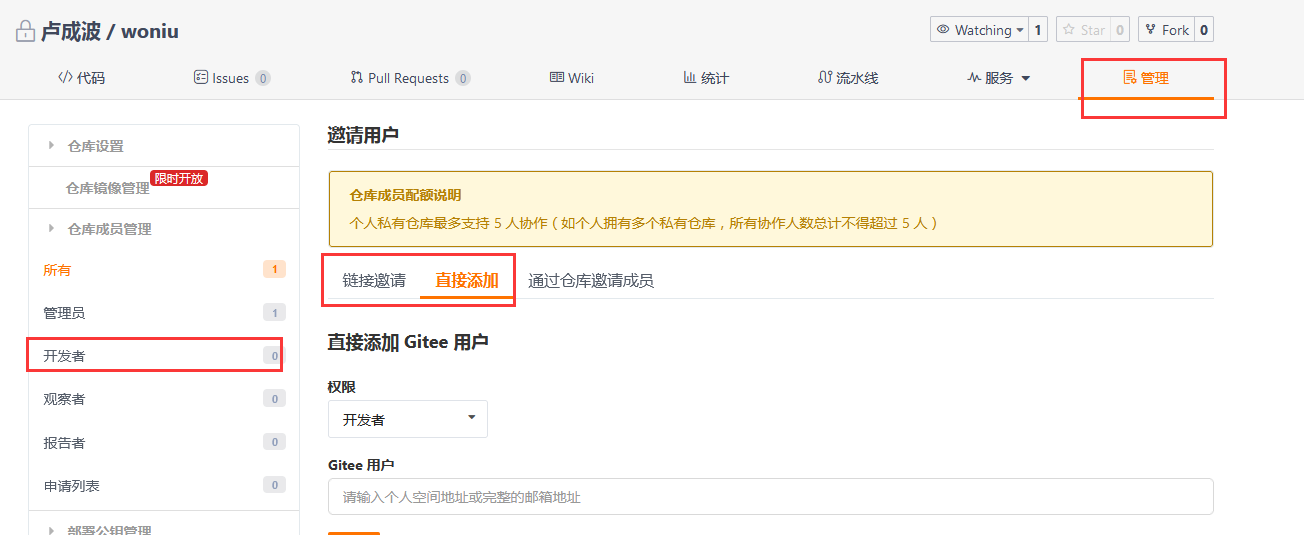 卢成波 / woniu
Watching 1 Star 0 Fork 0
代码 Issues 0 Pull Requests 0 Wiki 统计 流水线 服务 管理
仓库设置
仓库镜像管理 限时开放
仓库成员管理
所有 1
管理员 1
开发者 0
观察者 0
报告者 0
申请列表 0
部署公钥管理
邀请用户
仓库成员配额说明
个人私有仓库最多支持 5 人协作（如个人拥有多个私有仓库，所有协作人数总计不得超过 5 人）
链接邀请 直接添加 通过仓库邀请成员
直接添加 Gitee 用户
权限
开发者
Gitee 用户
请输入个人空间地址或完整的邮箱地址